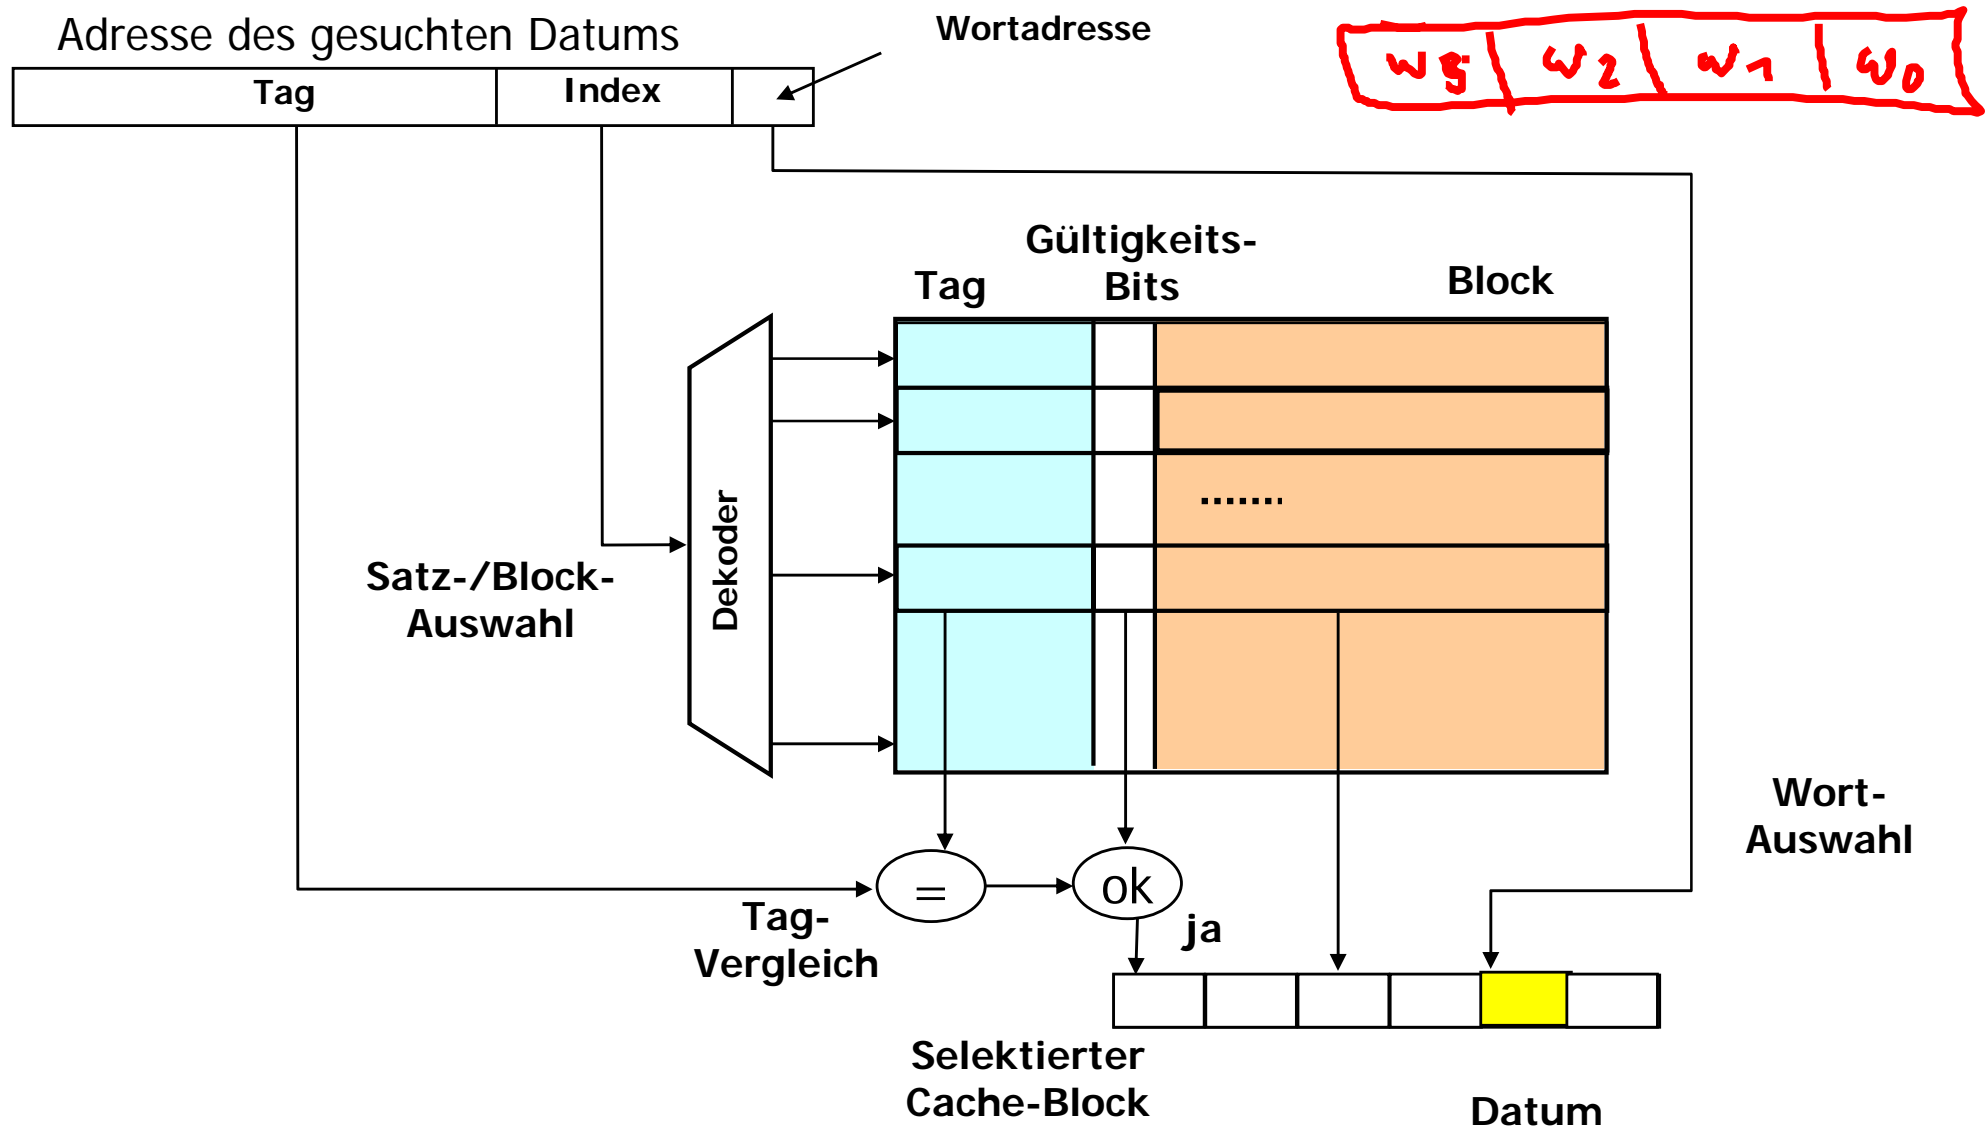 Adresse des gesuchten Datums
Wortadresse
w3 w2 w1 w0
Tag Index
Gültigkeits-
Tag Bits Block
Dekoder
.......
Satz-/Block-
Auswahl
Wort-
Auswahl
= ok
ja
Tag-
Vergleich
Selektierter
Cache-Block
Datum